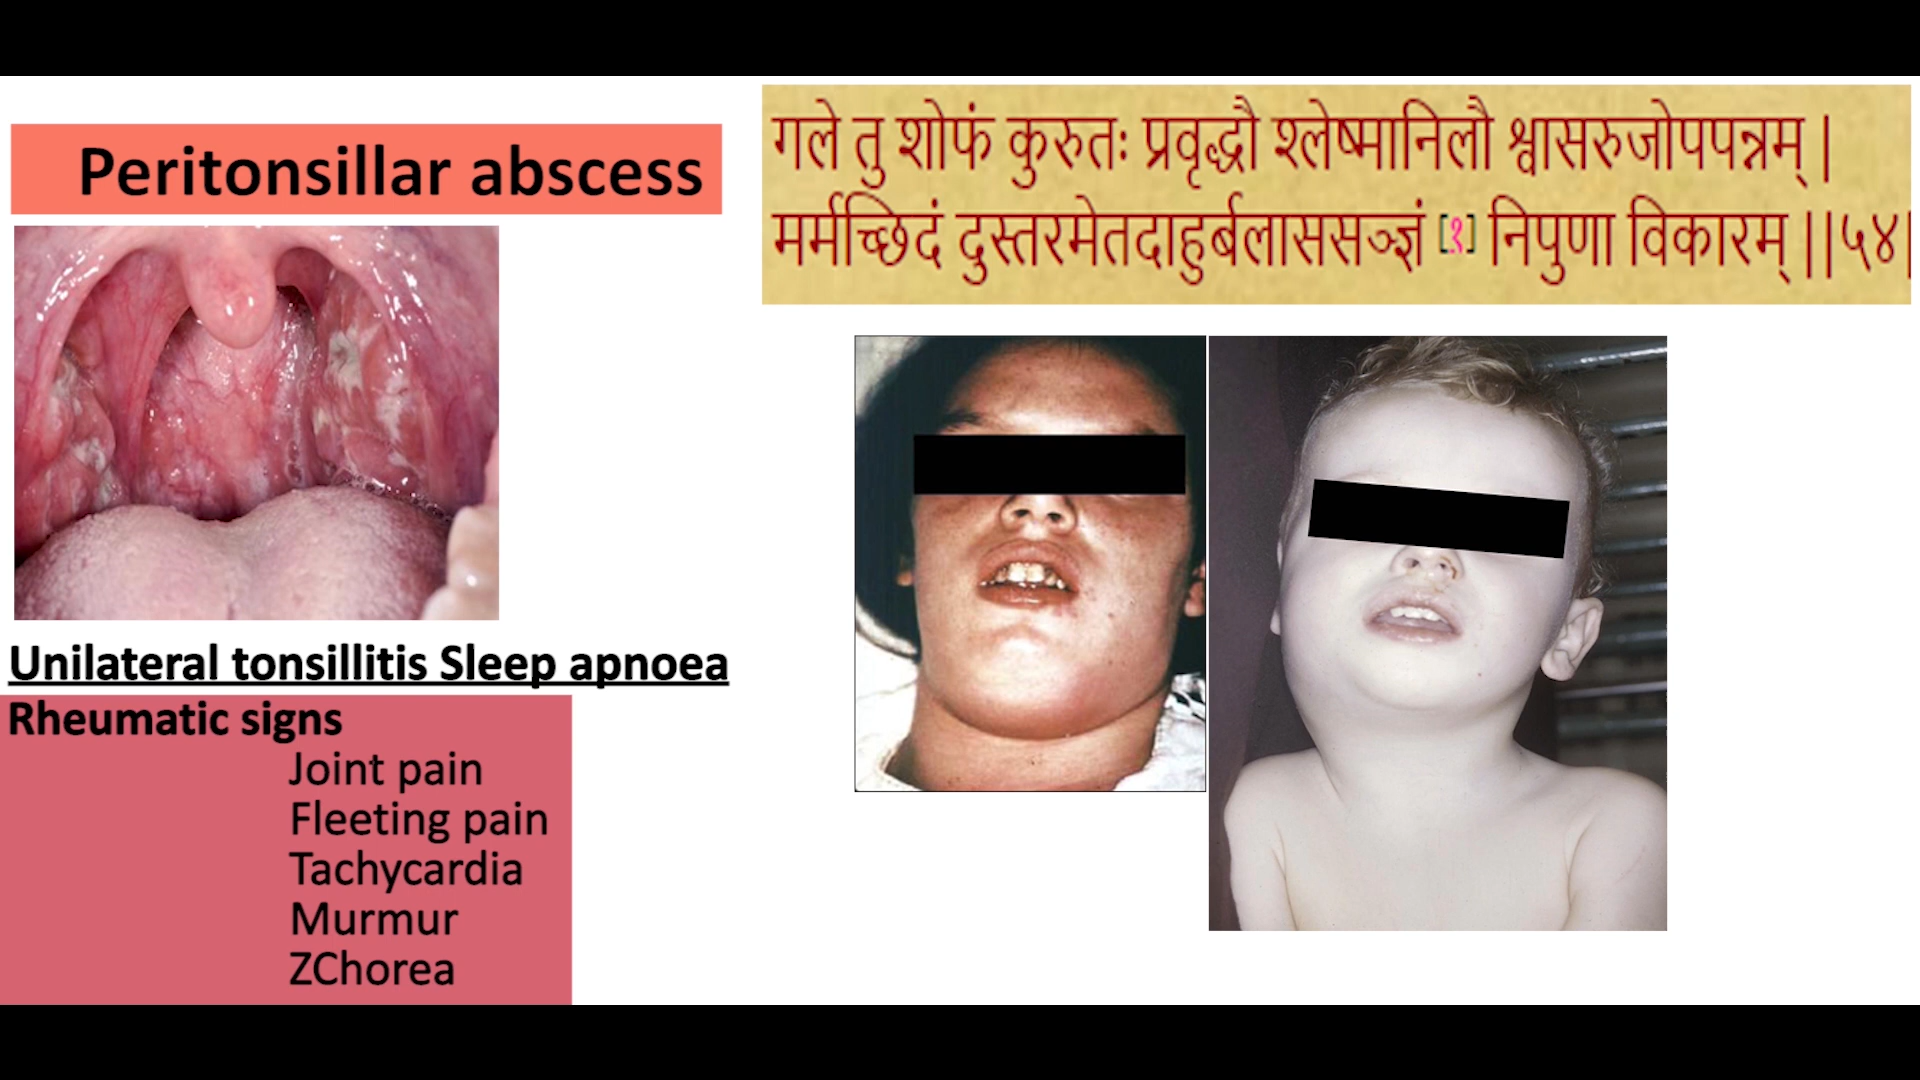 Peritonsillar abscess
गले तु शोफं कुरुतः प्रवृद्धौ श्लेष्मानिलौ श्वासरुजोपपन्नम् |
मर्मच्छिदं दुस्तरमेतदाहुर्बलाससञ्ज्ञं [१] निपुणा विकारम् ||५४|
Unilateral tonsillitis Sleep apnoea
Rheumatic signs
Joint pain
Fleeting pain
Tachycardia
Murmur
ZChorea